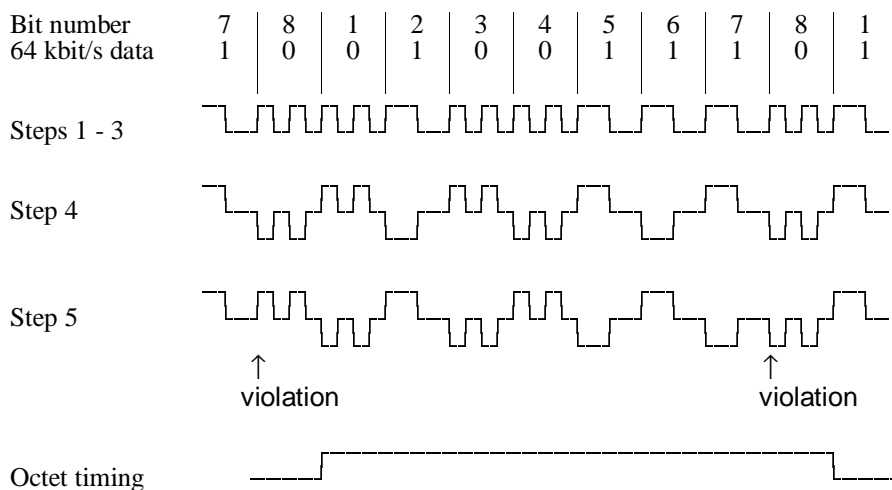 Bit number 7 8 1 2 3 4 5 6 7 8 1
64 kbit/s data 1 0 0 1 0 0 1 1 1 0 1
Steps 1 - 3
Step 4
Step 5
↑ ↑
violation violation
Octet timing